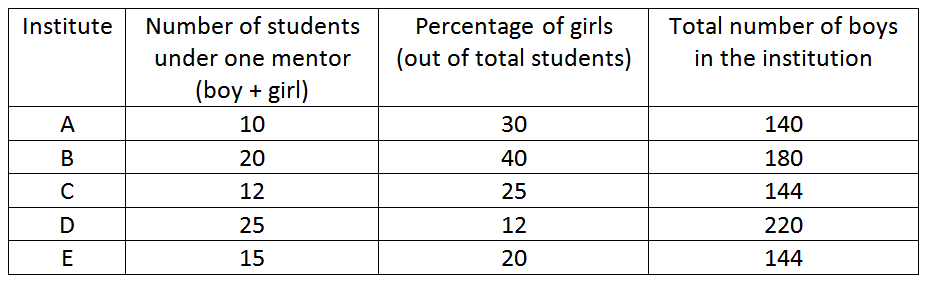 Institute Number of students under one mentor (boy + girl) Percentage of girls (out of total students) Total number of boys in the institution
A 10 30 140
B 20 40 180
C 12 25 144
D 25 12 220
E 15 20 144